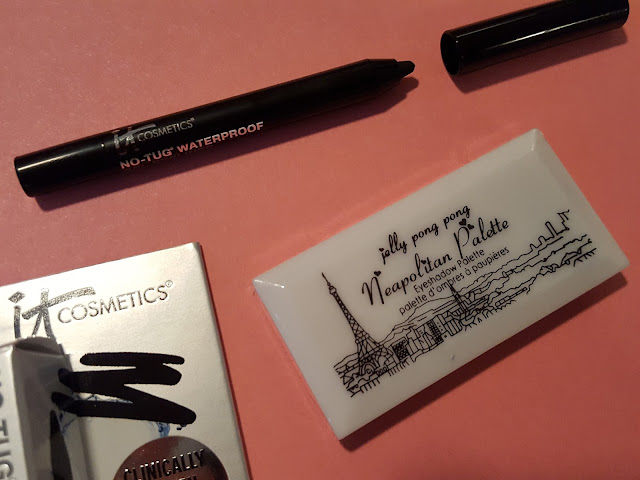 it COSMETICS®
NO-TUG® WATERPROOF
jelly pong pong
Neapolitan Palette
Eyeshadow Palette
palette d'ombres à paupières
it COSMETICS®
CLINICALLY